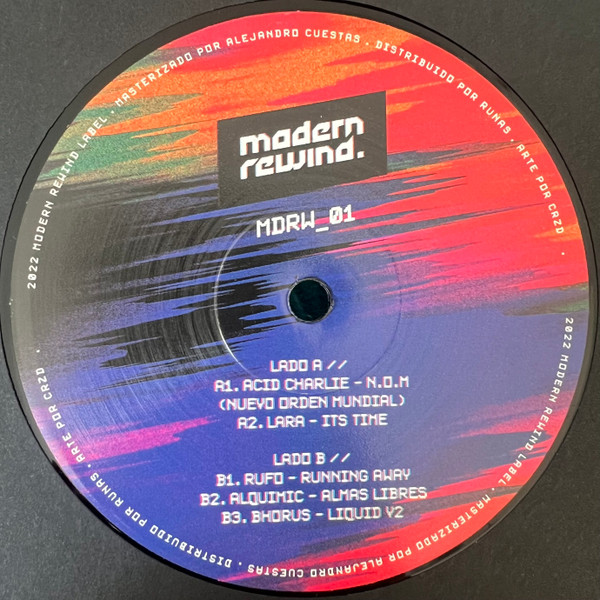 modern
rewind.
MDRW_01
LADO A //
A1. ACID CHARLIE - N.O.M
(NUEVO ORDEN MUNDIAL)
A2. LARA - ITS TIME
LADO B //
B1. RUFO - RUNNING AWAY
B2. ALQUIMIC - ALMAS LIBRES
B3. BHORUS - LIQUID V2
2022 MODERN REWIND LABEL . MASTERIZADO POR ALEJANDRO CUESTAS . DISTRIBUIDO POR RUNAS . ARTE POR CRZD .
2022 MODERN REWIND LABEL . MASTERIZADO POR ALEJANDRO CUESTAS . DISTRIBUIDO POR RUNAS . ARTE POR CRZD .